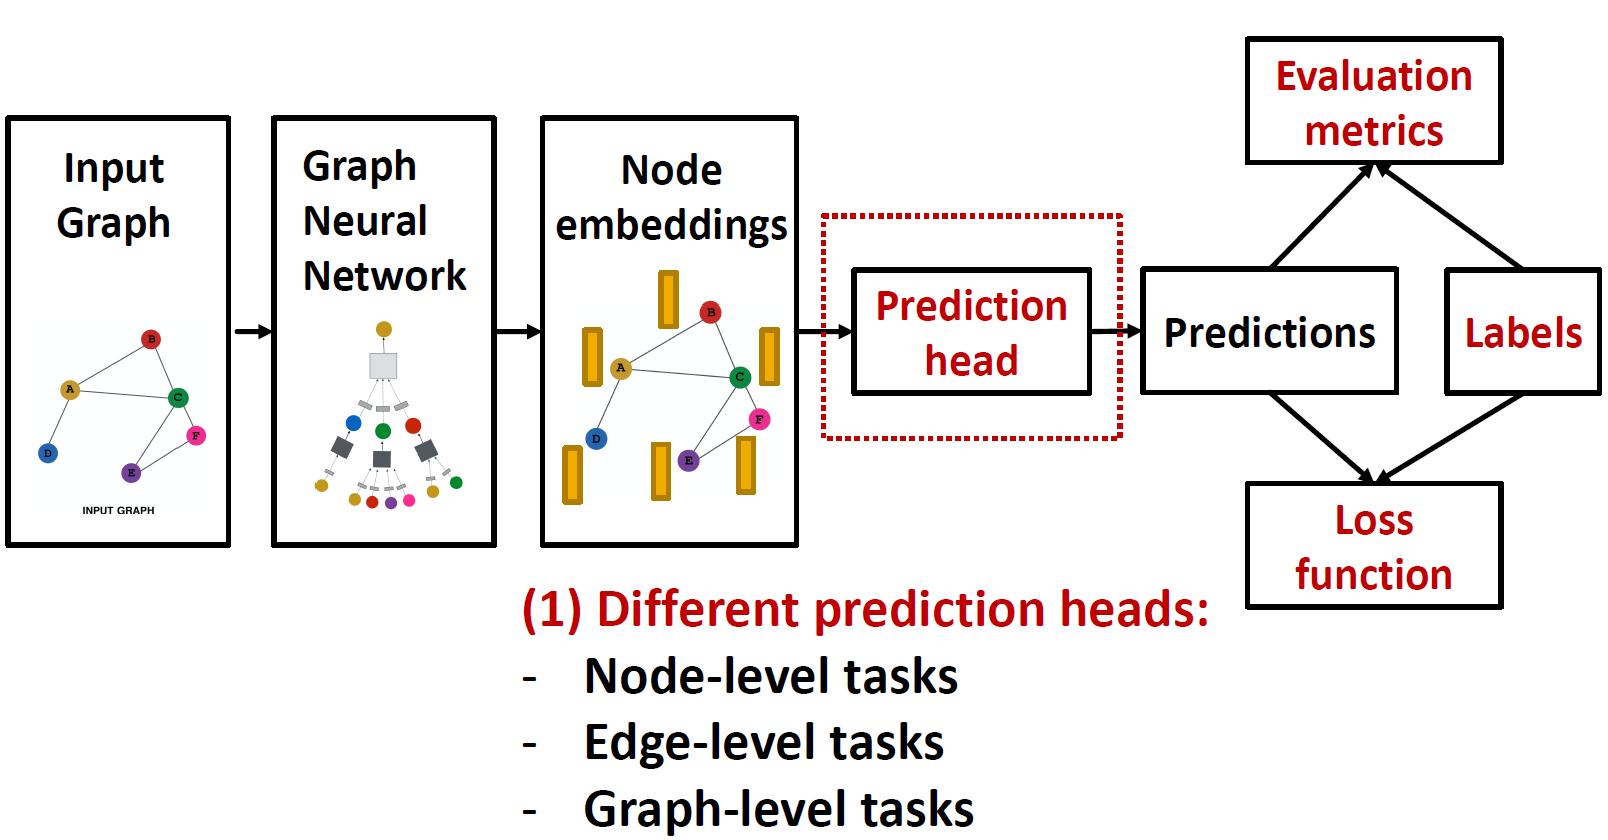 Input
Graph
B
A
C
F
D
E
INPUT GRAPH
Graph
Neural
Network
Node
embeddings
B
A
C
F
D
E
Prediction
head
Predictions
Labels
Evaluation
metrics
Loss
function
(1) Different prediction heads:
- Node-level tasks
- Edge-level tasks
- Graph-level tasks